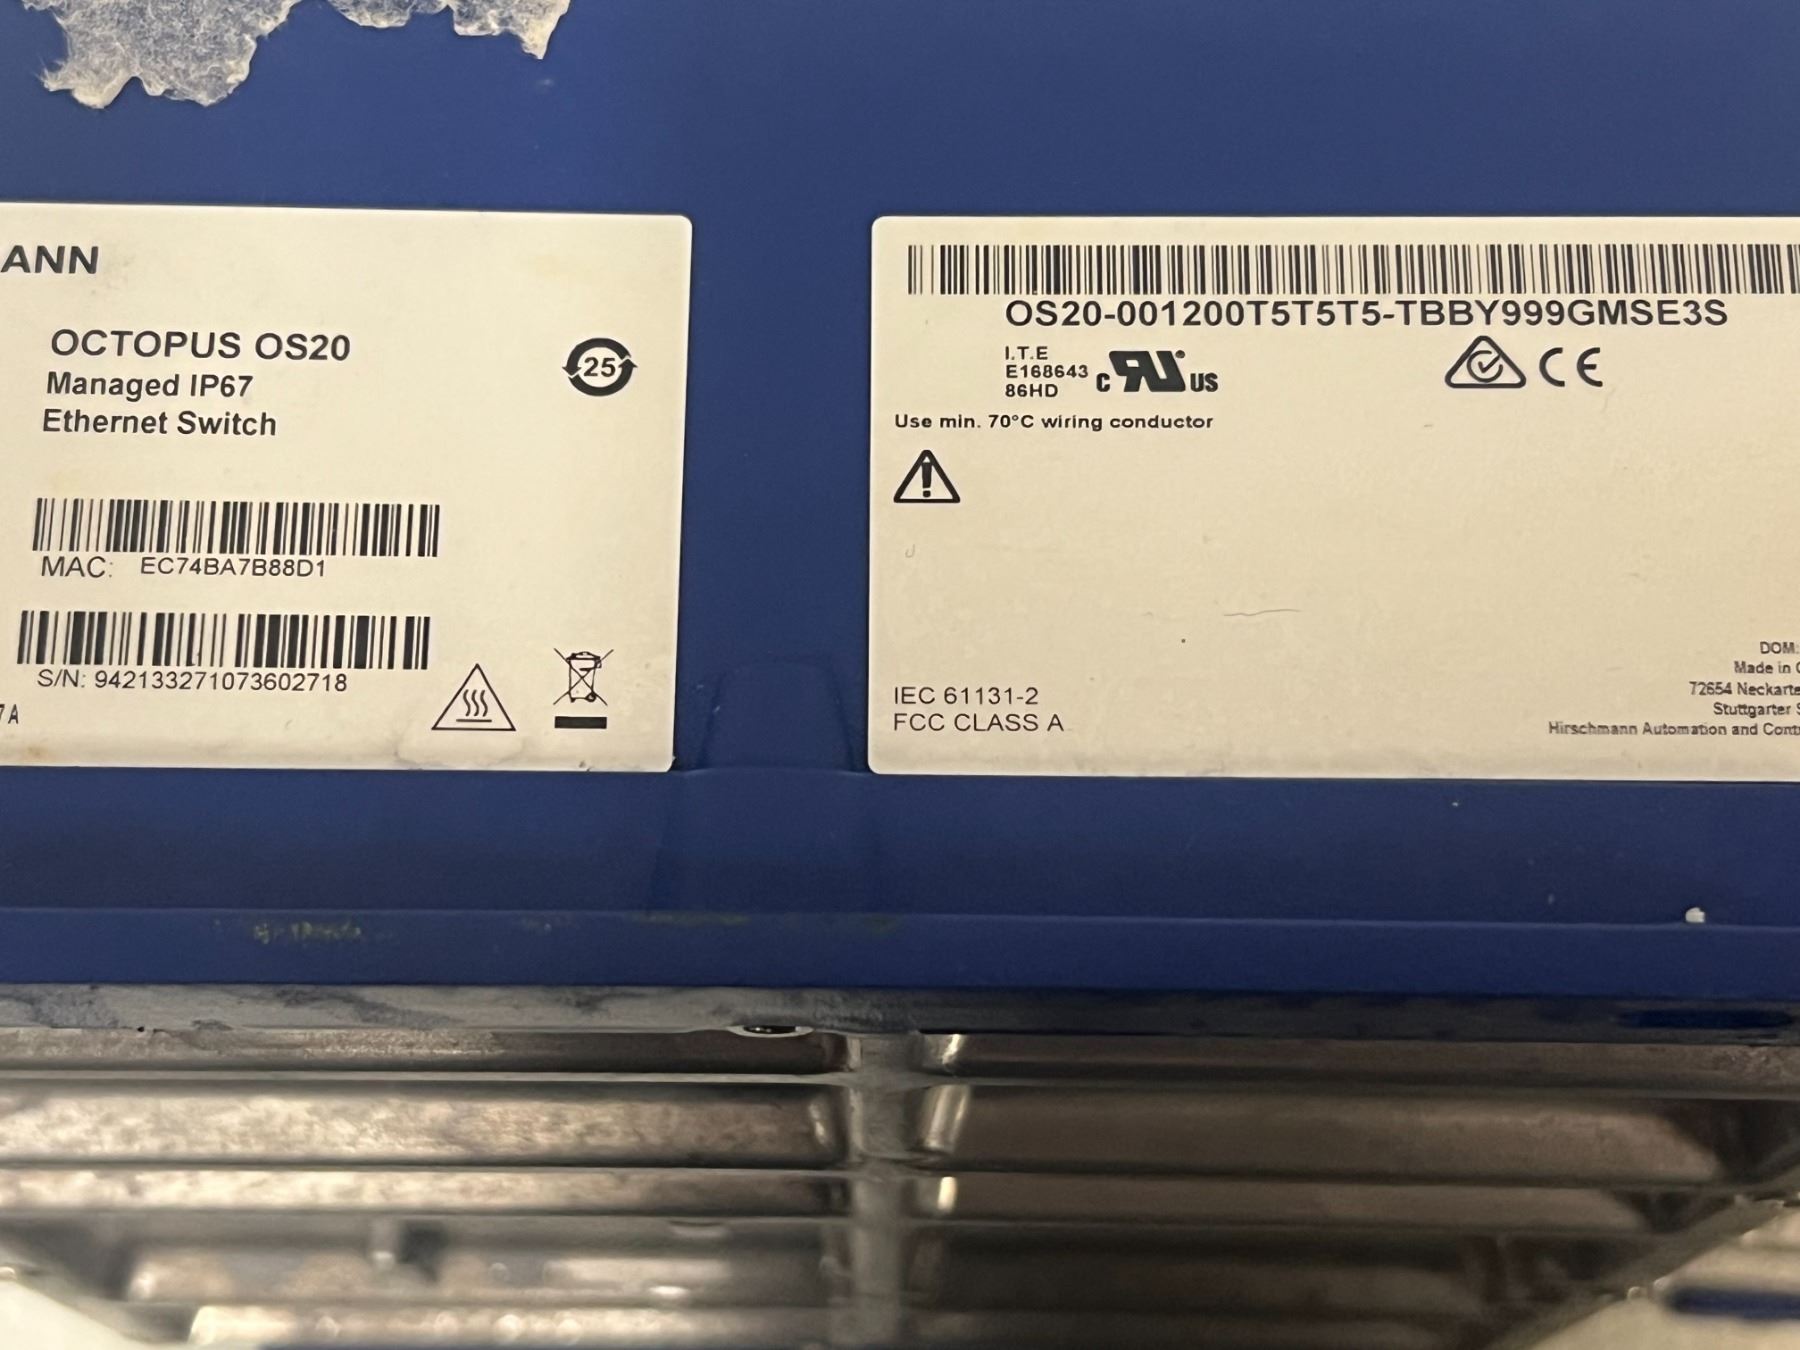 ANN
OCTOPUS OS20
Managed IP67
Ethernet Switch
25
MAC: EC74BA7B88D1
S/N: 942133271073602718
7A
OS20-001200T5T5T5-TBBY999GMSE3S
I.T.E
E168643
86HD
c RU US
CE
Use min. 70°C wiring conductor
IEC 61131-2
FCC CLASS A
DOM:
Made in
72654 Neckarte
Stuttgarter
Hirschmann Automation and Cont